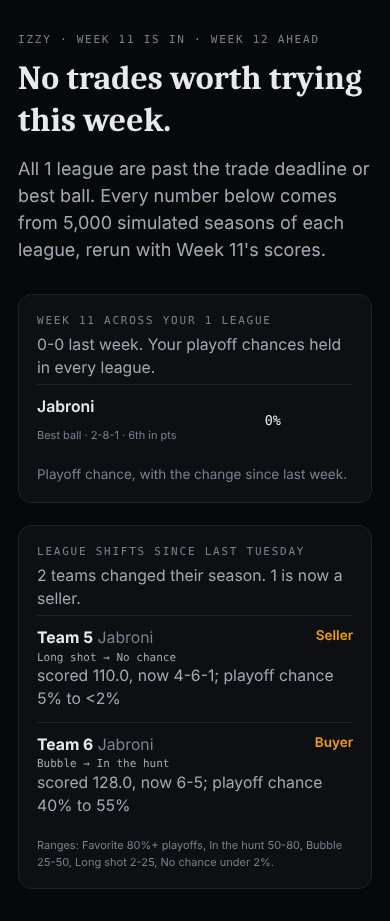 IZZY · WEEK 11 IS IN · WEEK 12 AHEAD
No trades worth trying
this week.
All 1 league are past the trade deadline or
best ball. Every number below comes
from 5,000 simulated seasons of each
league, rerun with Week 11's scores.
WEEK 11 ACROSS YOUR 1 LEAGUE
0-0 last week. Your playoff chances held
in every league.
Jabroni
0%
Best ball · 2-8-1 · 6th in pts
Playoff chance, with the change since last week.
LEAGUE SHIFTS SINCE LAST TUESDAY
2 teams changed their season. 1 is now a
seller.
Team 5 Jabroni Seller
Long shot → No chance
scored 110.0, now 4-6-1; playoff chance
5% to <2%
Team 6 Jabroni Buyer
Bubble → In the hunt
scored 128.0, now 6-5; playoff chance
40% to 55%
Ranges: Favorite 80%+ playoffs, In the hunt 50-80, Bubble
25-50, Long shot 2-25, No chance under 2%.